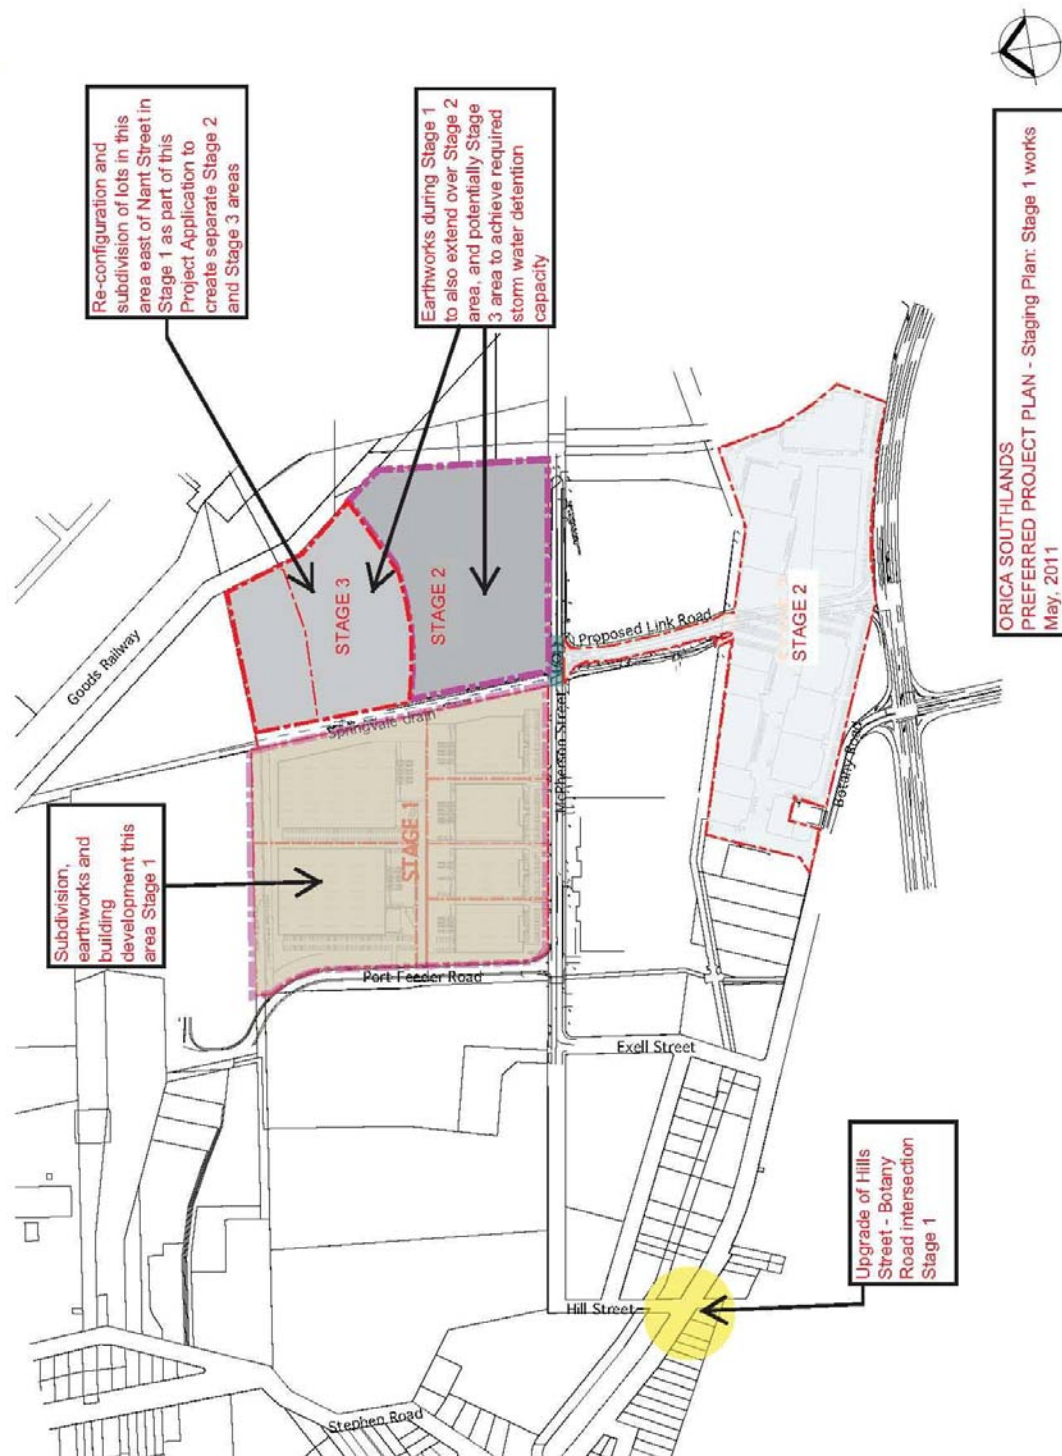 Re-configuration and
subdivision of lots in this
area east of Nant Street in
Stage 1 as part of this
Project Application to
create separate Stage 2
and Stage 3 areas
Earthworks during Stage 1
to also extend over Stage 2
area, and potentially Stage
3 area to achieve required
storm water detention
capacity
Goods Railway
STAGE 3
STAGE 2
Springvale drain
Proposed Link Road
STAGE 2
McPherson Street
Botany Road
Subdivision,
earthworks and
building
development this
area Stage 1
STAGE 1
Port Feeder Road
Exell Street
Hill Street
Stephen Road
Upgrade of Hills
Street - Botany
Road intersection
Stage 1
ORICA SOUTHLANDS
PREFERRED PROJECT PLAN - Staging Plan: Stage 1 works
May, 2011